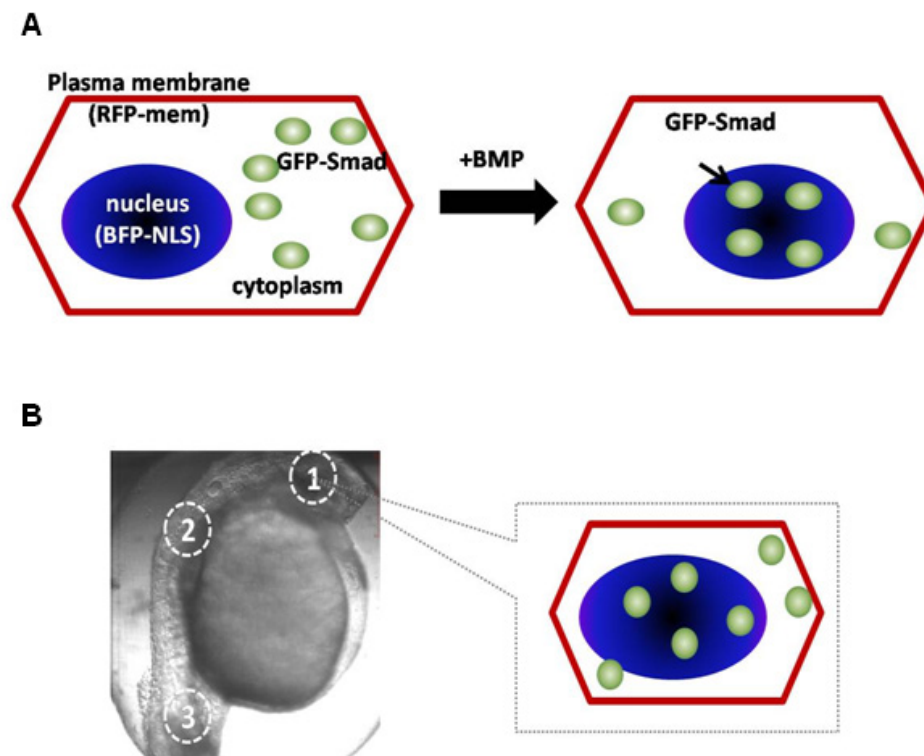 A
Plasma membrane
(RFP-mem)
GFP-Smad
nucleus
(BFP-NLS)
cytoplasm
+BMP
GFP-Smad
B
1
2
3